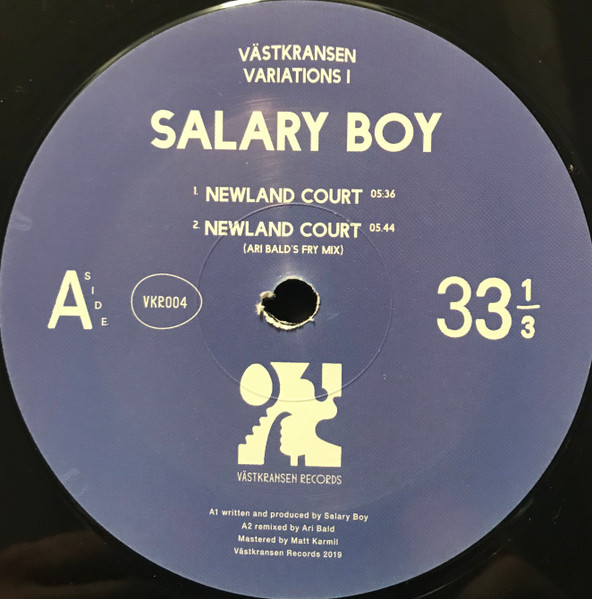 VÄSTKRANSEN
VARIATIONS I
SALARY BOY
1. NEWLAND COURT 05:36
2. NEWLAND COURT 05.44
(ARI BALD'S FRY MIX)
A SIDE
VKR004
33 1/3
VÄSTKRANSEN RECORDS
A1 written and produced by Salary Boy
A2 remixed by Ari Bald
Mastered by Matt Karmil
Västkransen Records 2019